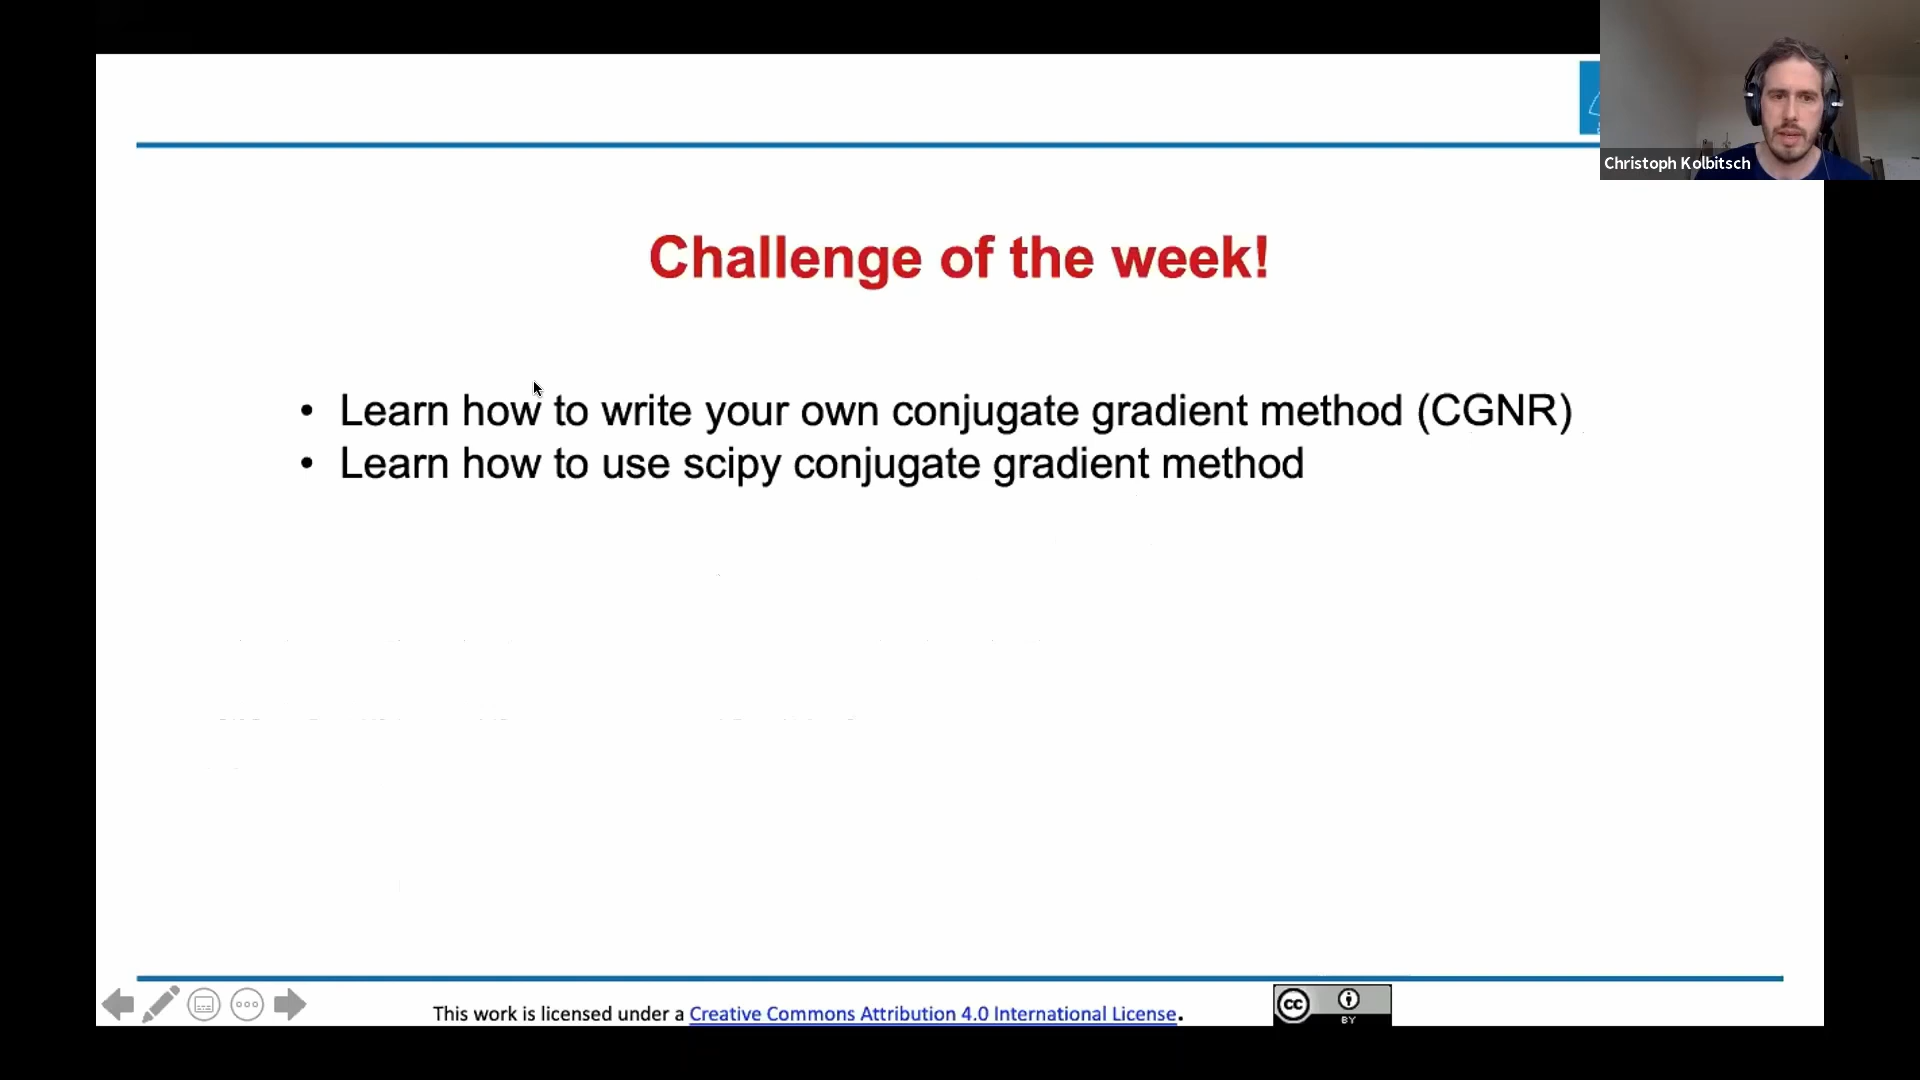 Christoph Kolbitsch
Challenge of the week!
• Learn how to write your own conjugate gradient method (CGNR)
• Learn how to use scipy conjugate gradient method
This work is licensed under a Creative Commons Attribution 4.0 International License.
cc
BY